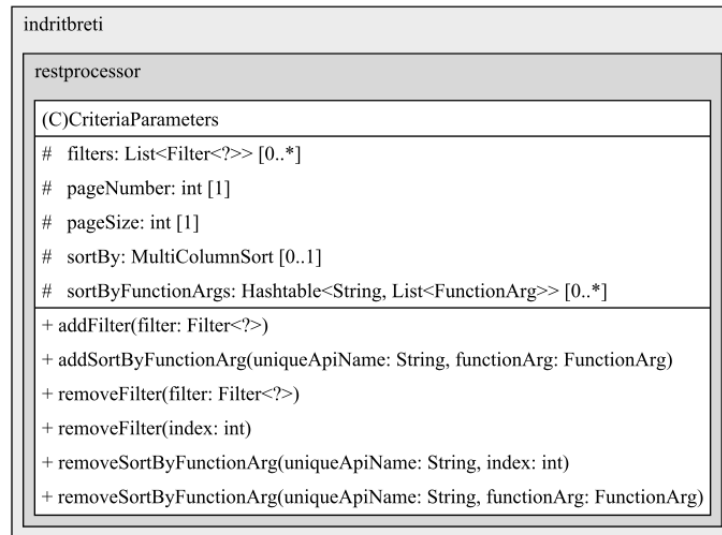 indritbreti
restprocessor
(C)CriteriaParameters
# filters: List<Filter<?>> [0..*]
# pageNumber: int [1]
# pageSize: int [1]
# sortBy: MultiColumnSort [0..1]
# sortByFunctionArgs: Hashtable<String, List<FunctionArg>> [0..*]
+ addFilter(filter: Filter<?>)
+ addSortByFunctionArg(uniqueApiName: String, functionArg: FunctionArg)
+ removeFilter(filter: Filter<?>)
+ removeFilter(index: int)
+ removeSortByFunctionArg(uniqueApiName: String, index: int)
+ removeSortByFunctionArg(uniqueApiName: String, functionArg: FunctionArg)